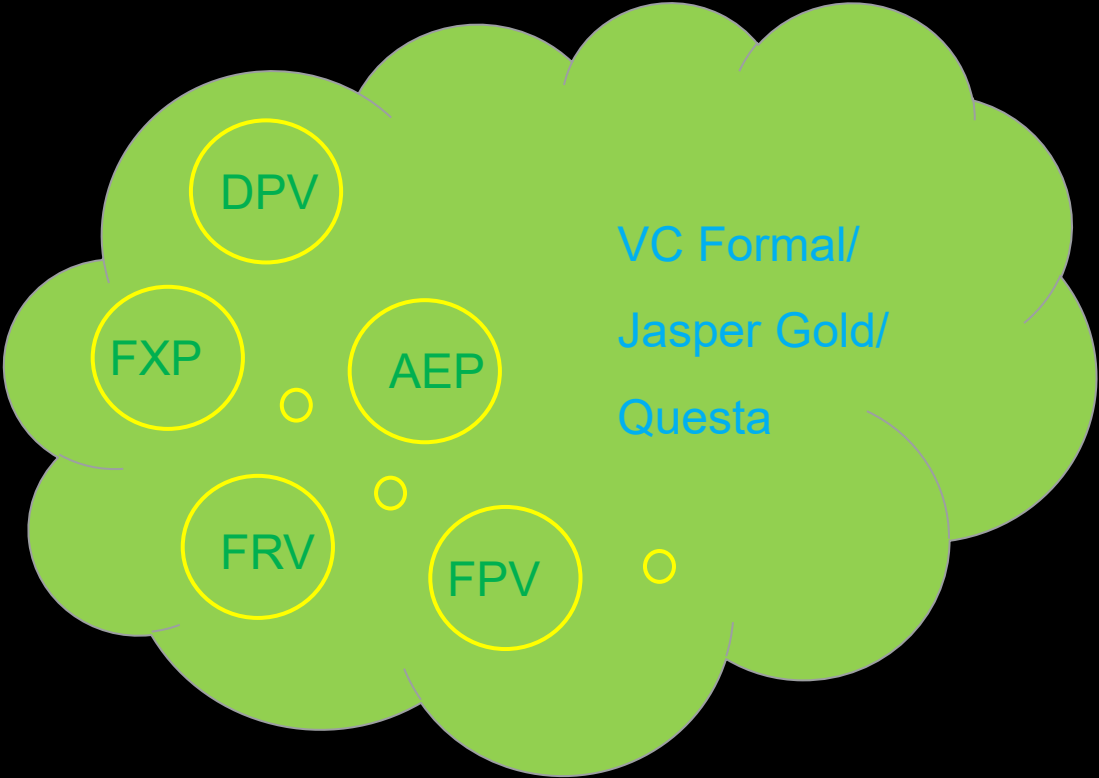 DPV
VC Formal/
Jasper Gold/
Questa
FXP
AEP
FRV
FPV